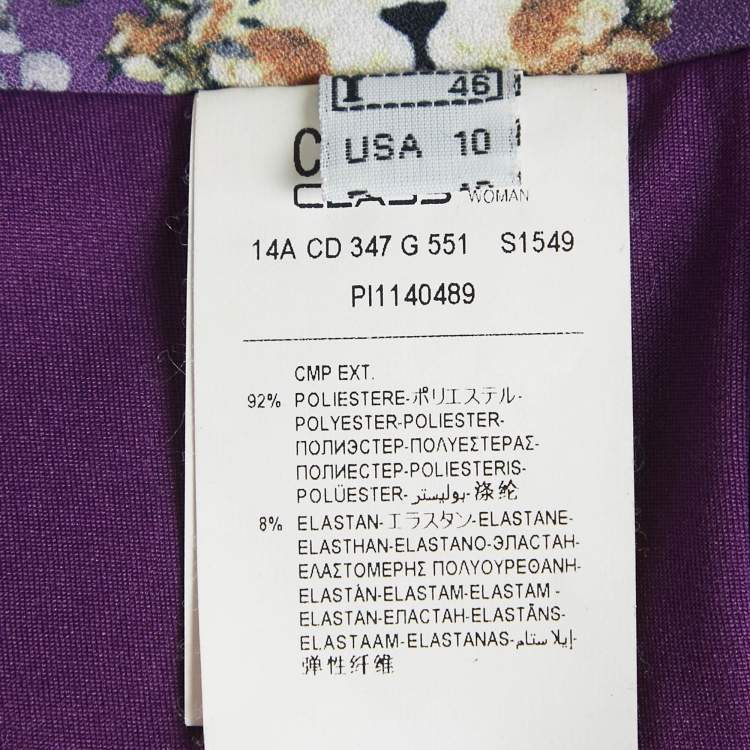 I 46
USA 10
CLASS
WOMAN
14A CD 347 G 551 S1549
PI1140489
CMP EXT.
92% POLIESTERE-ポリエステル-
POLYESTER-POLIESTER-
ПОЛИЭСТЕР-ΠΟΛΥΕΣΤΕΡΑΣ-
ПОЛИЕСТЕР-POLIESTERIS-
POLÜESTER-بوليستر-涤纶
8% ELASTAN-エラスタン-ELASTANE-
ELASTHAN-ELASTANO-ЭЛАСТАН-
ΕΛΑΣΤΟΜΕΡΗΣ ΠΟΛΥΟΥΡΕΘΑΝΗ-
ELASTÀN-ELASTAM-ELASTAM -
ELASTAN-ЕЛАСТАН-ELASTĀNS-
ELASTAAM-ELASTANAS-إيلاستام-
弹性纤维